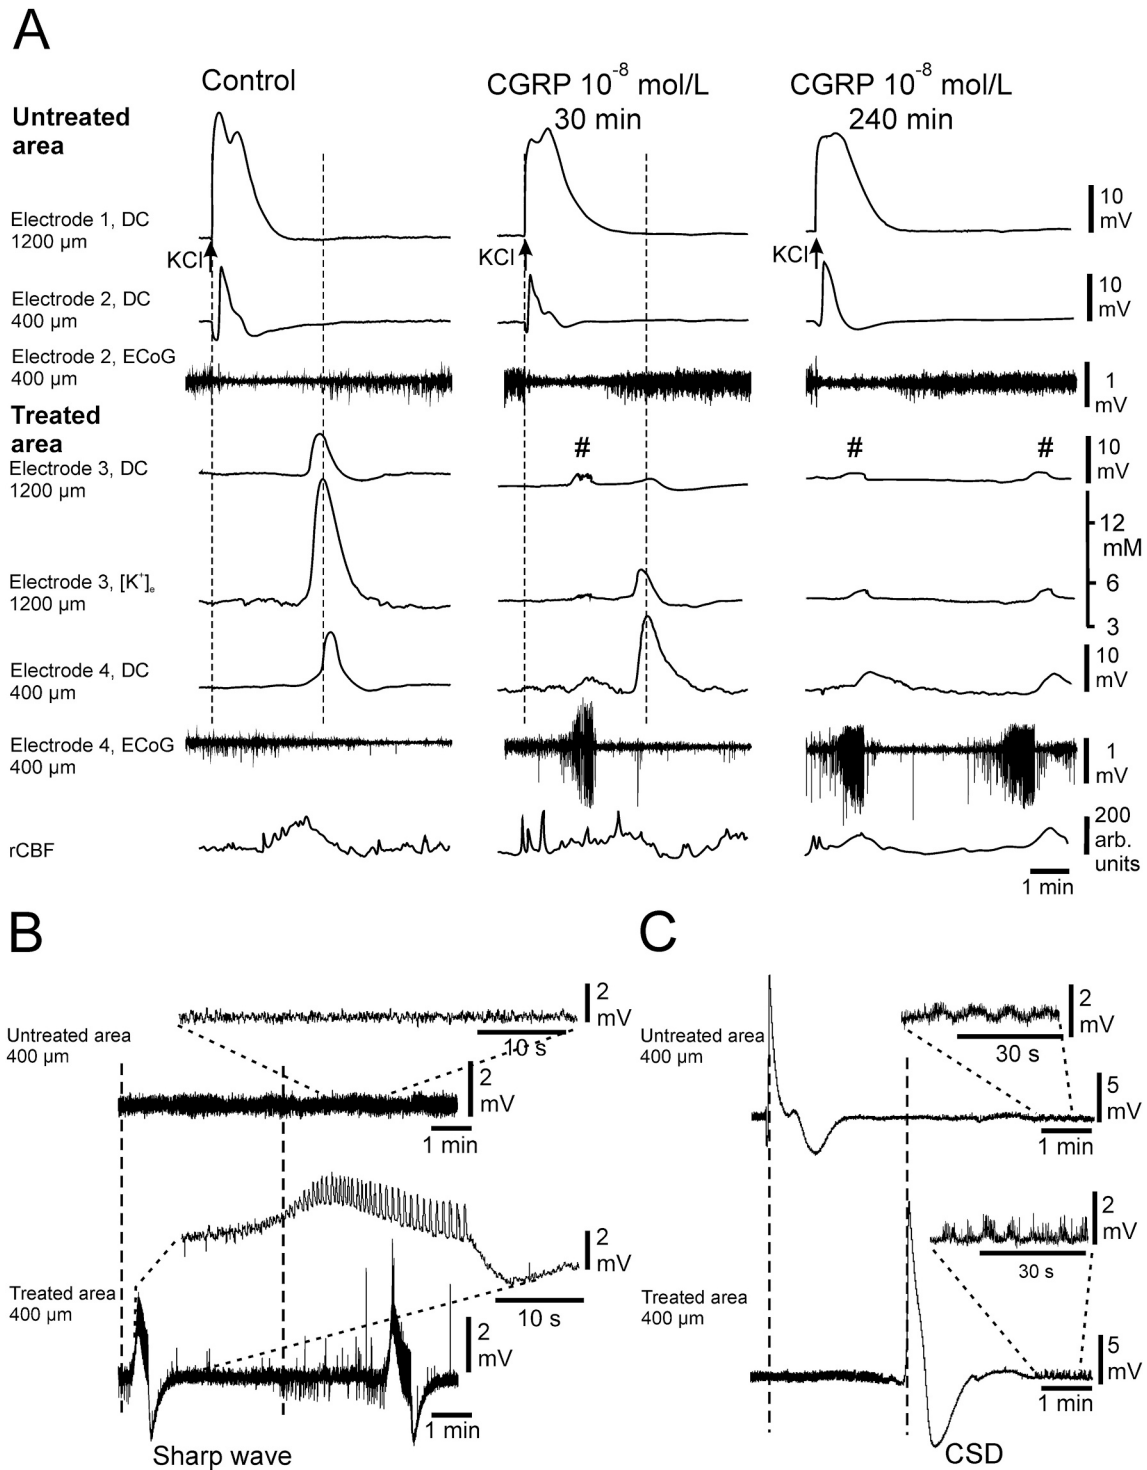 A
Control
CGRP 10⁻⁸ mol/L
30 min
CGRP 10⁻⁸ mol/L
240 min
Untreated
area
Electrode 1, DC
1200 µm
10
mV
KCl
KCl
KCl
Electrode 2, DC
400 µm
10
mV
Electrode 2, ECoG
400 µm
1
mV
Treated
area
# # #
Electrode 3, DC
1200 µm
10
mV
12
mM
Electrode 3, [K⁺]ₑ
1200 µm
6
3
Electrode 4, DC
400 µm
10
mV
Electrode 4, ECoG
400 µm
1
mV
rCBF
200
arb.
units
1 min
B
2
mV
Untreated area
400 µm
10 s
2
mV
1 min
2
mV
10 s
Treated area
400 µm
2
mV
1 min
Sharp wave
C
2
mV
Untreated area
400 µm
30 s
5
mV
1 min
2
mV
30 s
Treated area
400 µm
5
mV
1 min
CSD